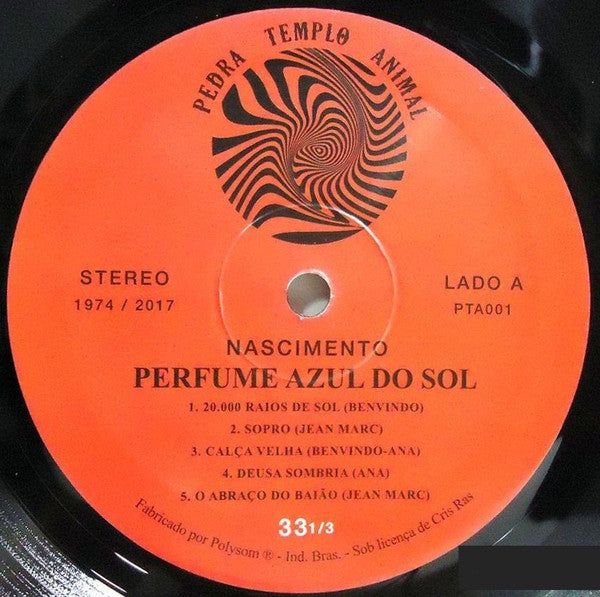 PEDRA TEMPLO ANIMAL
STEREO
1974 / 2017
LADO A
PTA001
NASCIMENTO
PERFUME AZUL DO SOL
1. 20.000 RAIOS DE SOL (BENVINDO)
2. SOPRO (JEAN MARC)
3. CALÇA VELHA (BENVINDO-ANA)
4. DEUSA SOMBRIA (ANA)
5. O ABRAÇO DO BAIÃO (JEAN MARC)
33 1/3
Fabricado por Polysom ® - Ind. Bras. - Sob licença de Cris Ras